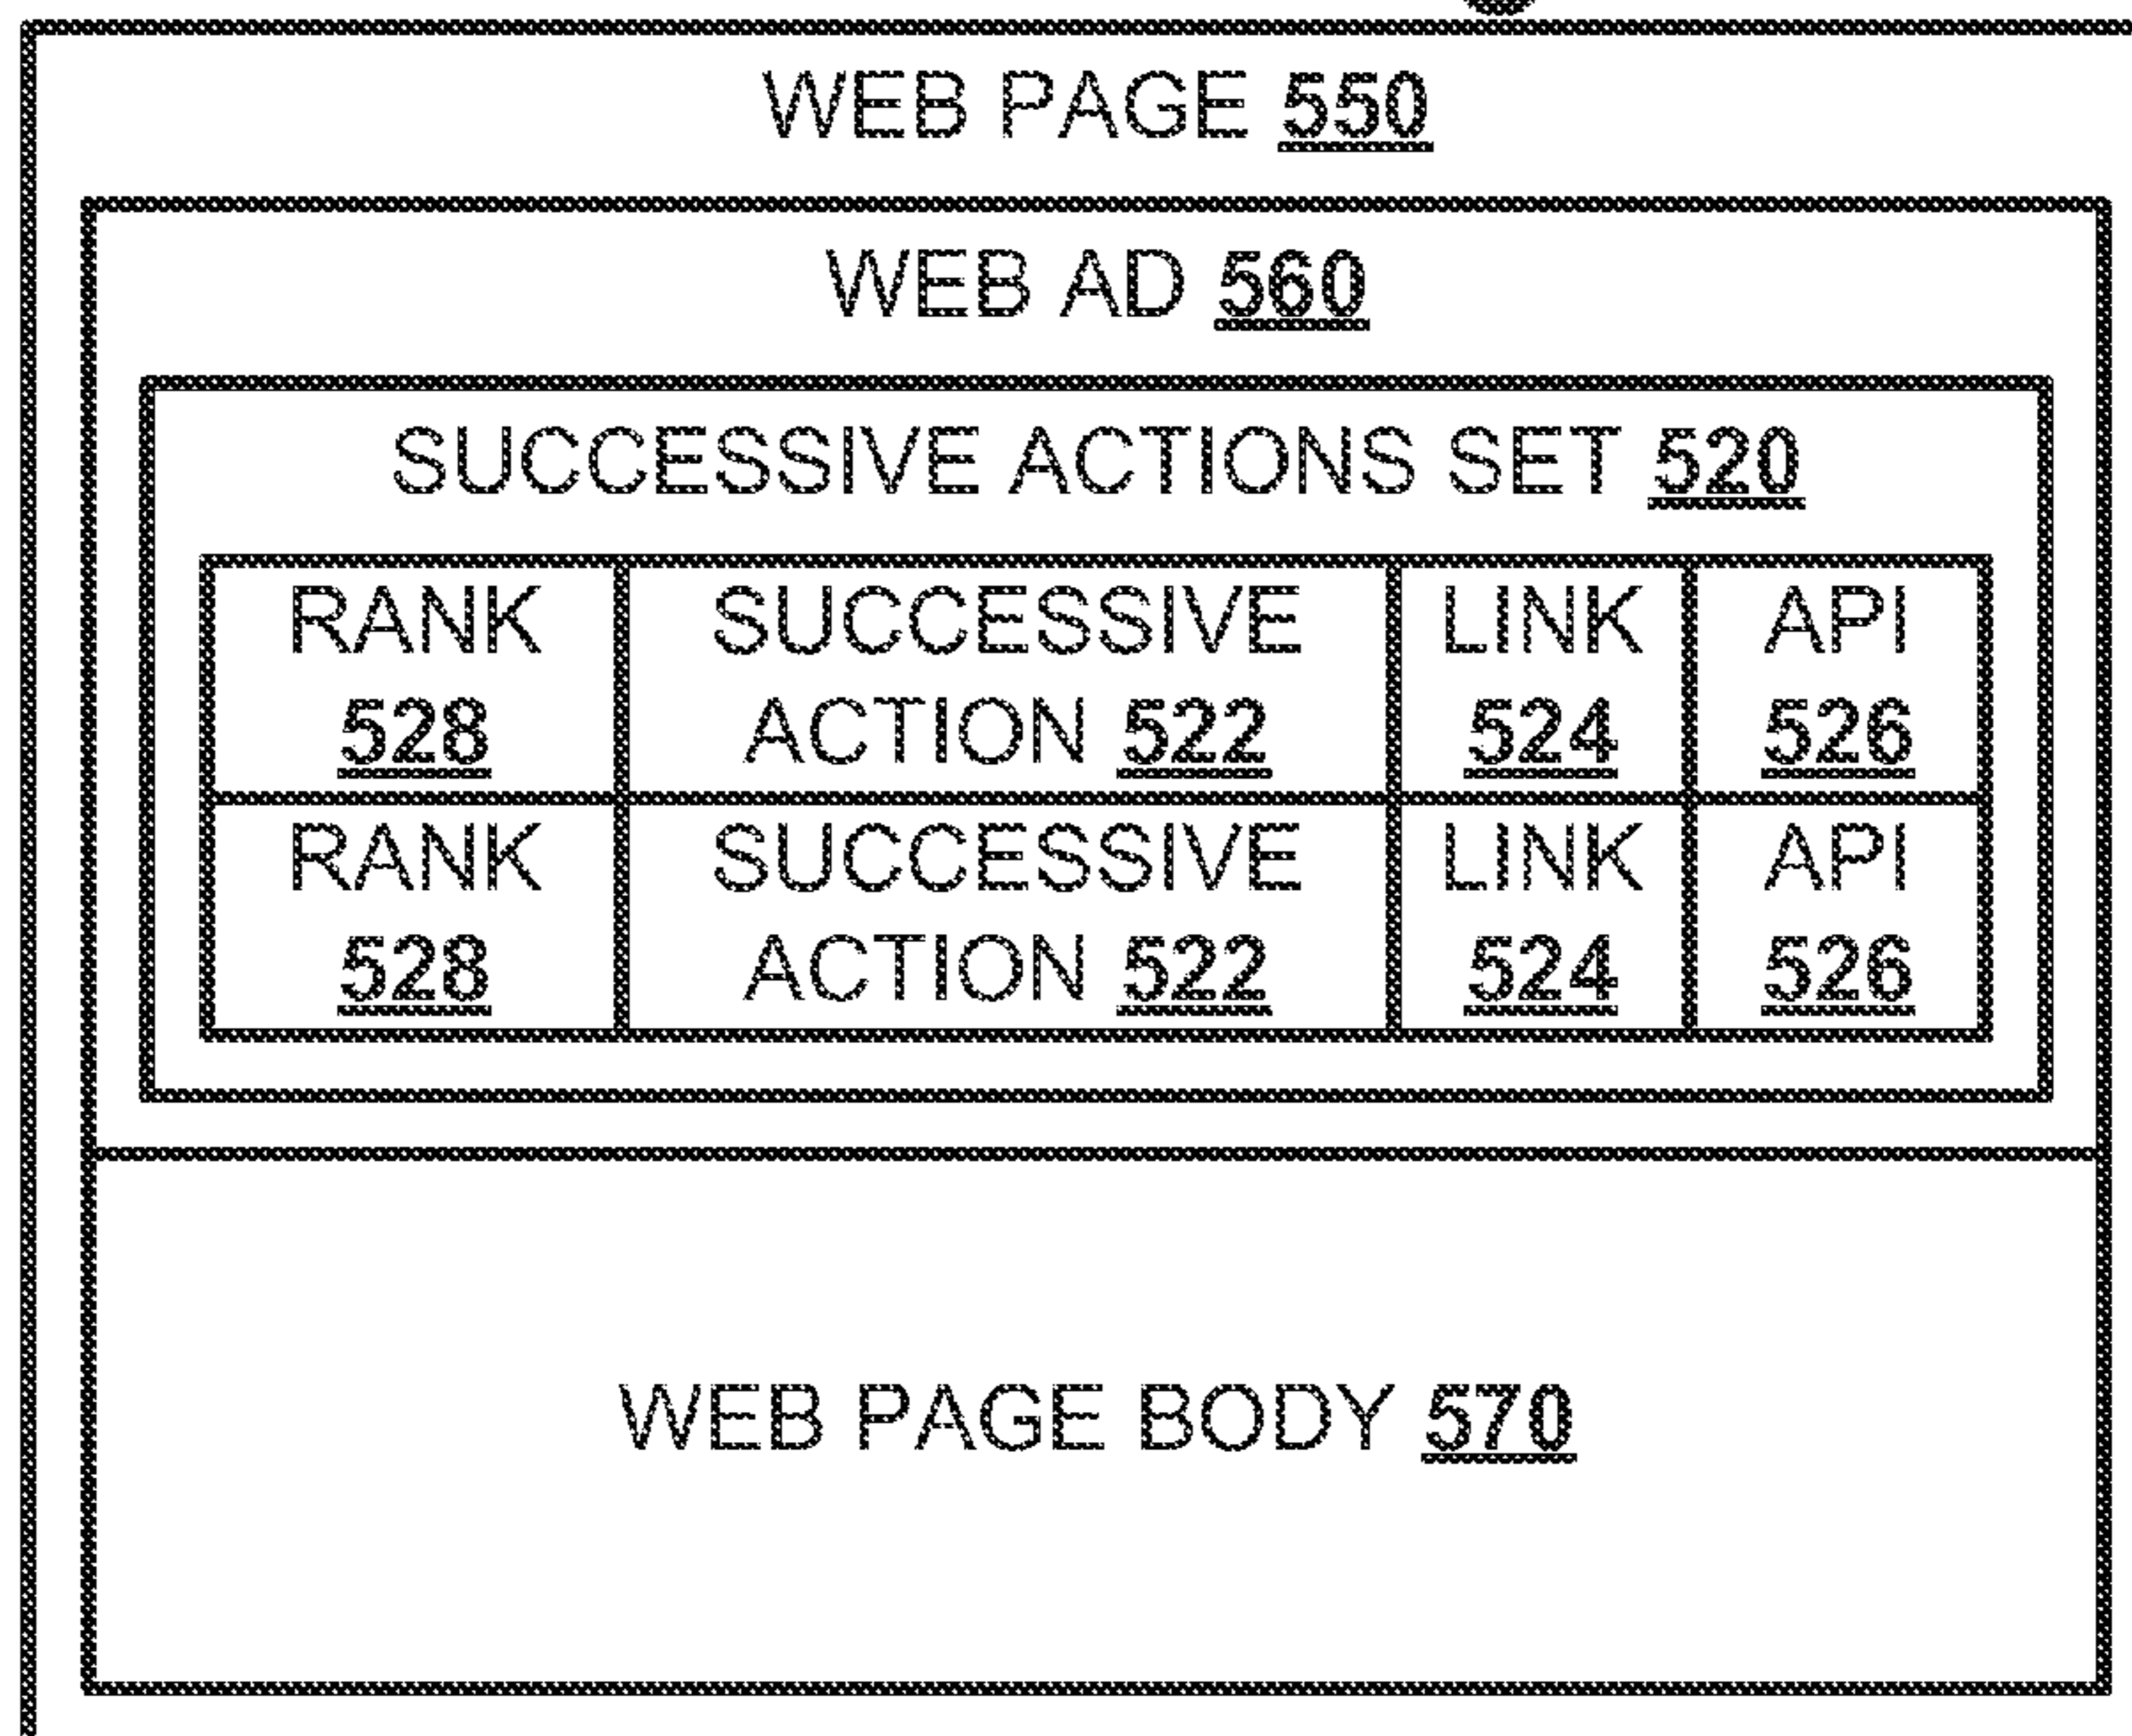 WEB PAGE 550
WEB AD 560
SUCCESSIVE ACTIONS SET 520
RANK SUCCESSIVE LINK API
528 ACTION 522 524 526
RANK SUCCESSIVE LINK API
528 ACTION 522 524 526
WEB PAGE BODY 570